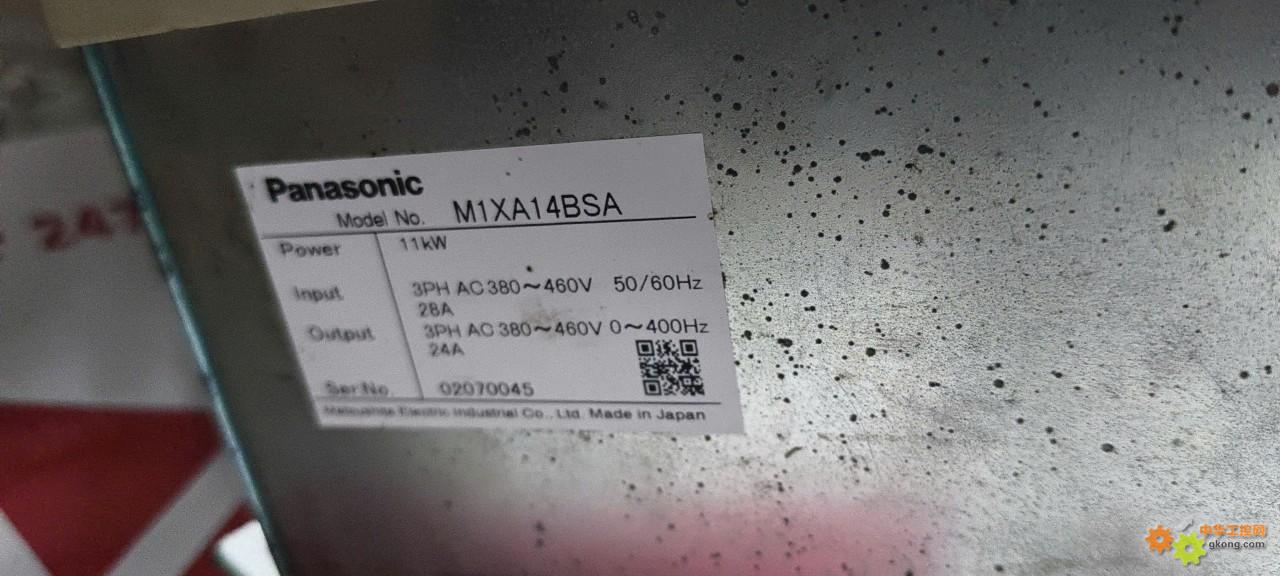 Panasonic
Model No. M1XA14BSA
Power 11kW
Input 3PH AC 380～460V 50/60Hz
28A
Output 3PH AC 380～460V 0～400Hz
24A
Ser.No. 02070045
Matsushita Electric Industrial Co., Ltd. Made in Japan
247
中华工控网
gkong.com